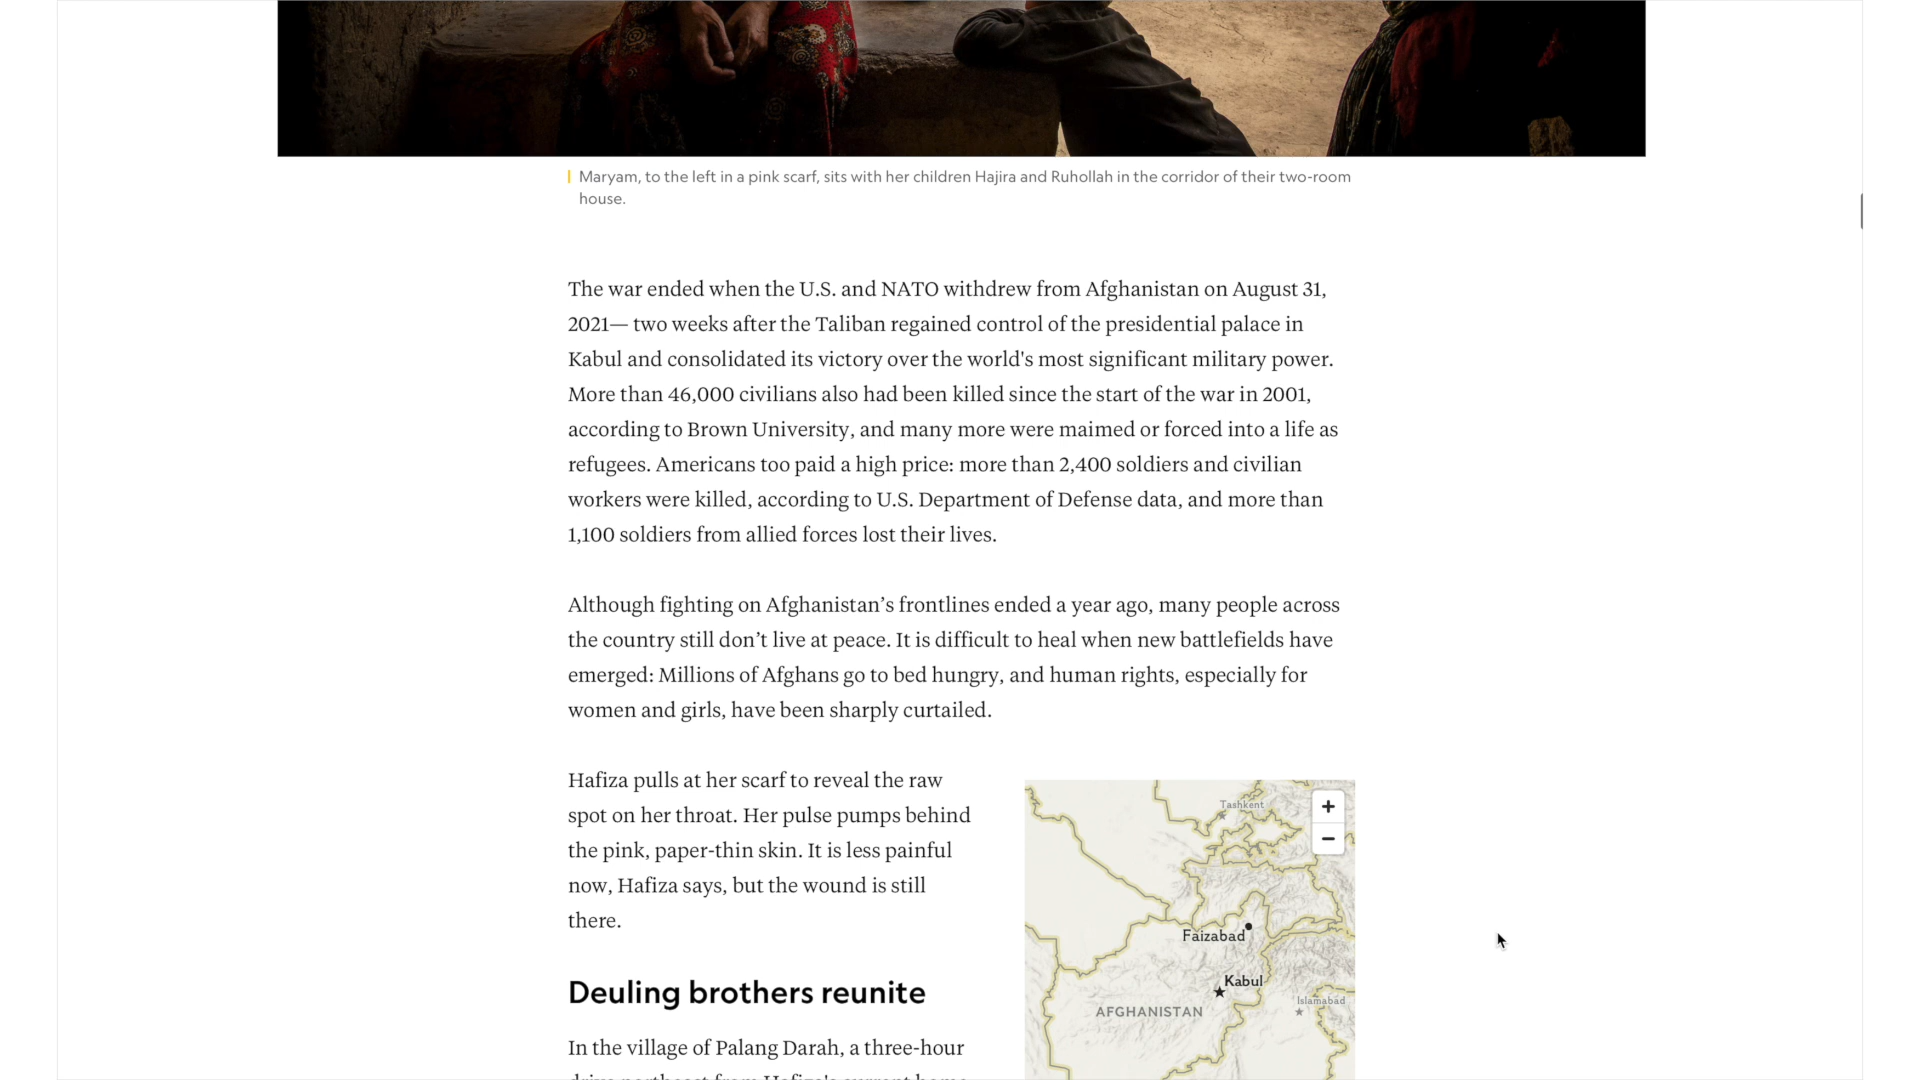 Maryam, to the left in a pink scarf, sits with her children Hajira and Ruhollah in the corridor of their two-room
house.
The war ended when the U.S. and NATO withdrew from Afghanistan on August 31,
2021— two weeks after the Taliban regained control of the presidential palace in
Kabul and consolidated its victory over the world's most significant military power.
More than 46,000 civilians also had been killed since the start of the war in 2001,
according to Brown University, and many more were maimed or forced into a life as
refugees. Americans too paid a high price: more than 2,400 soldiers and civilian
workers were killed, according to U.S. Department of Defense data, and more than
1,100 soldiers from allied forces lost their lives.
Although fighting on Afghanistan’s frontlines ended a year ago, many people across
the country still don’t live at peace. It is difficult to heal when new battlefields have
emerged: Millions of Afghans go to bed hungry, and human rights, especially for
women and girls, have been sharply curtailed.
Hafiza pulls at her scarf to reveal the raw
spot on her throat. Her pulse pumps behind
the pink, paper-thin skin. It is less painful
now, Hafiza says, but the wound is still
there.
Deuling brothers reunite
In the village of Palang Darah, a three-hour
drive northeast from Hafiza's current home
Tashkent
+
−
Faizabad
Kabul
Islamabad
AFGHANISTAN